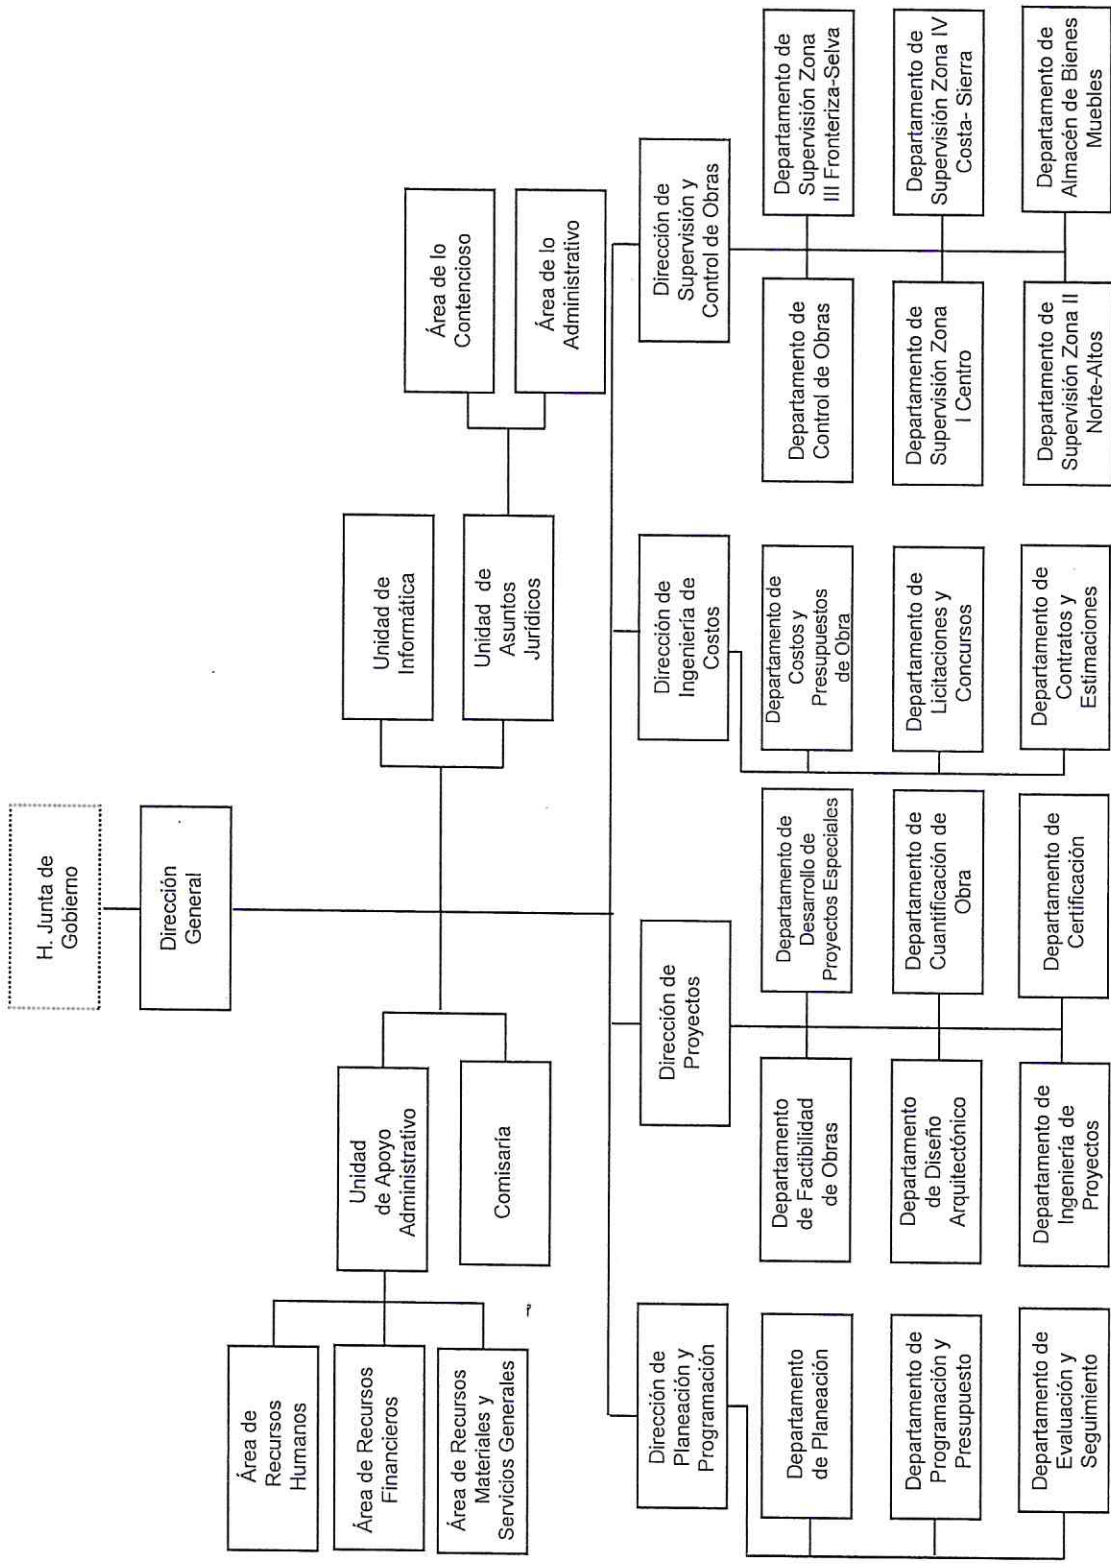 H. Junta de
Gobierno
Dirección
General
Unidad
de Apoyo
Administrativo
Comisaría
Área de
Recursos
Humanos
Área de Recursos
Financieros
Área de Recursos
Materiales y
Servicios Generales
Unidad de
Informática
Unidad de
Asuntos
Jurídicos
Área de lo
Contencioso
Área de lo
Administrativo
Dirección de
Planeación y
Programación
Departamento
de Planeación
Departamento de
Programación y
Presupuesto
Departamento de
Evaluación y
Seguimiento
Dirección de
Proyectos
Departamento
de Factibilidad
de Obras
Departamento
de Diseño
Arquitectónico
Departamento de
Ingeniería de
Proyectos
Departamento de
Desarrollo de
Proyectos Especiales
Departamento de
Cuantificación de
Obra
Departamento de
Certificación
Dirección de
Ingeniería de
Costos
Departamento de
Costos y
Presupuestos
de Obra
Departamento de
Licitaciones y
Concursos
Departamento de
Contratos y
Estimaciones
Dirección de
Supervisión y
Control de Obras
Departamento de
Control de Obras
Departamento de
Supervisión Zona
I Centro
Departamento de
Supervisión Zona II
Norte-Altos
Departamento de
Supervisión Zona
III Fronteriza-Selva
Departamento de
Supervisión Zona IV
Costa- Sierra
Departamento de
Almacén de Bienes
Muebles